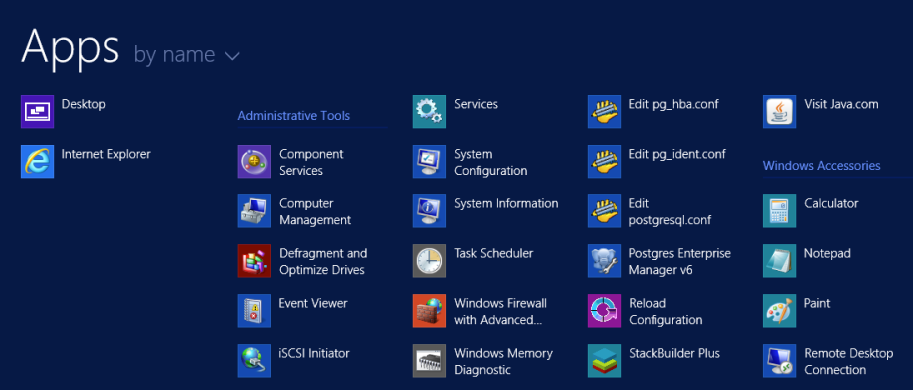 Apps by name
Desktop
Internet Explorer
Administrative Tools
Component
Services
Computer
Management
Defragment and
Optimize Drives
Event Viewer
iSCSI Initiator
Services
System
Configuration
System Information
Task Scheduler
Windows Firewall
with Advanced...
Windows Memory
Diagnostic
Edit pg_hba.conf
Edit pg_ident.conf
Edit
postgresql.conf
Postgres Enterprise
Manager v6
Reload
Configuration
StackBuilder Plus
Visit Java.com
Windows Accessories
Calculator
Notepad
Paint
Remote Desktop
Connection